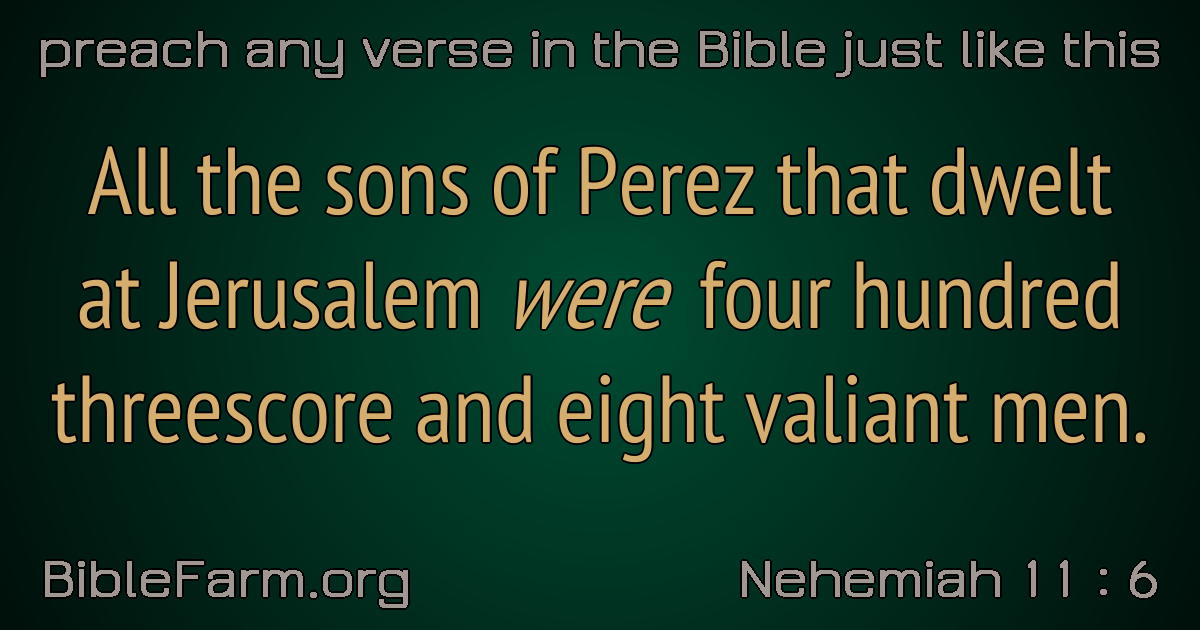 preach any verse in the Bible just like this
All the sons of Perez that dwelt
at Jerusalem were four hundred
threescore and eight valiant men.
BibleFarm.org
Nehemiah 11 : 6